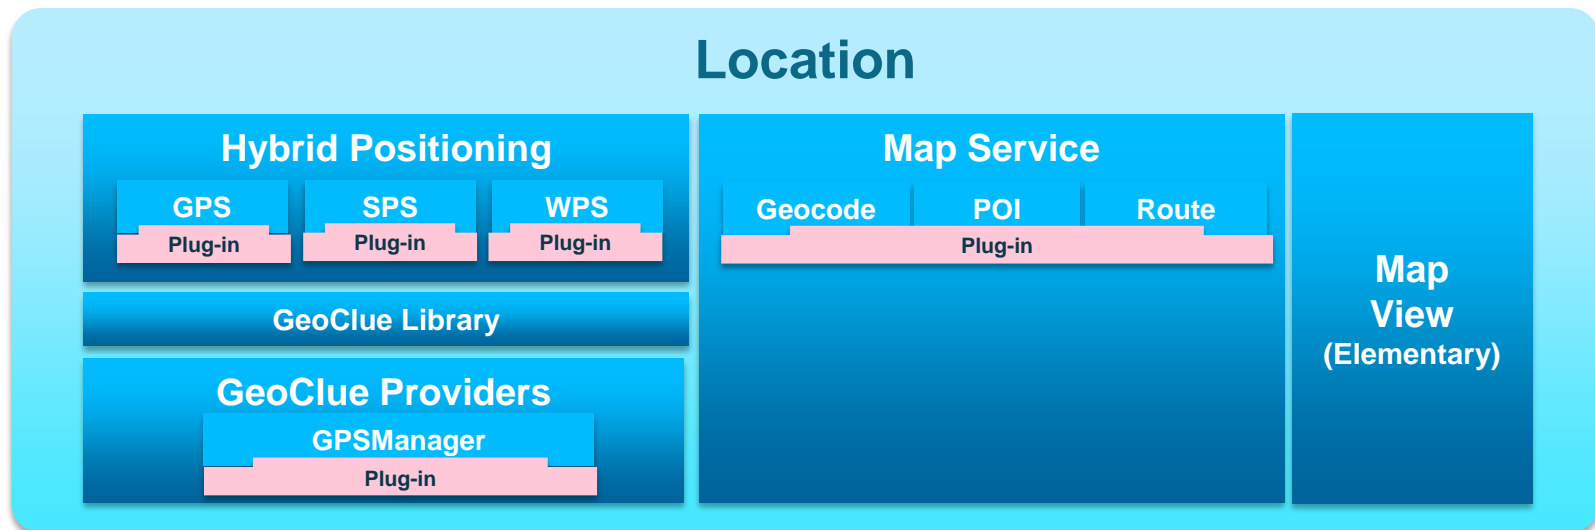 Location
Hybrid Positioning
GPS
Plug-in
SPS
Plug-in
WPS
Plug-in
GeoClue Library
GeoClue Providers
GPSManager
Plug-in
Map Service
Geocode
POI
Route
Plug-in
Map
View
(Elementary)